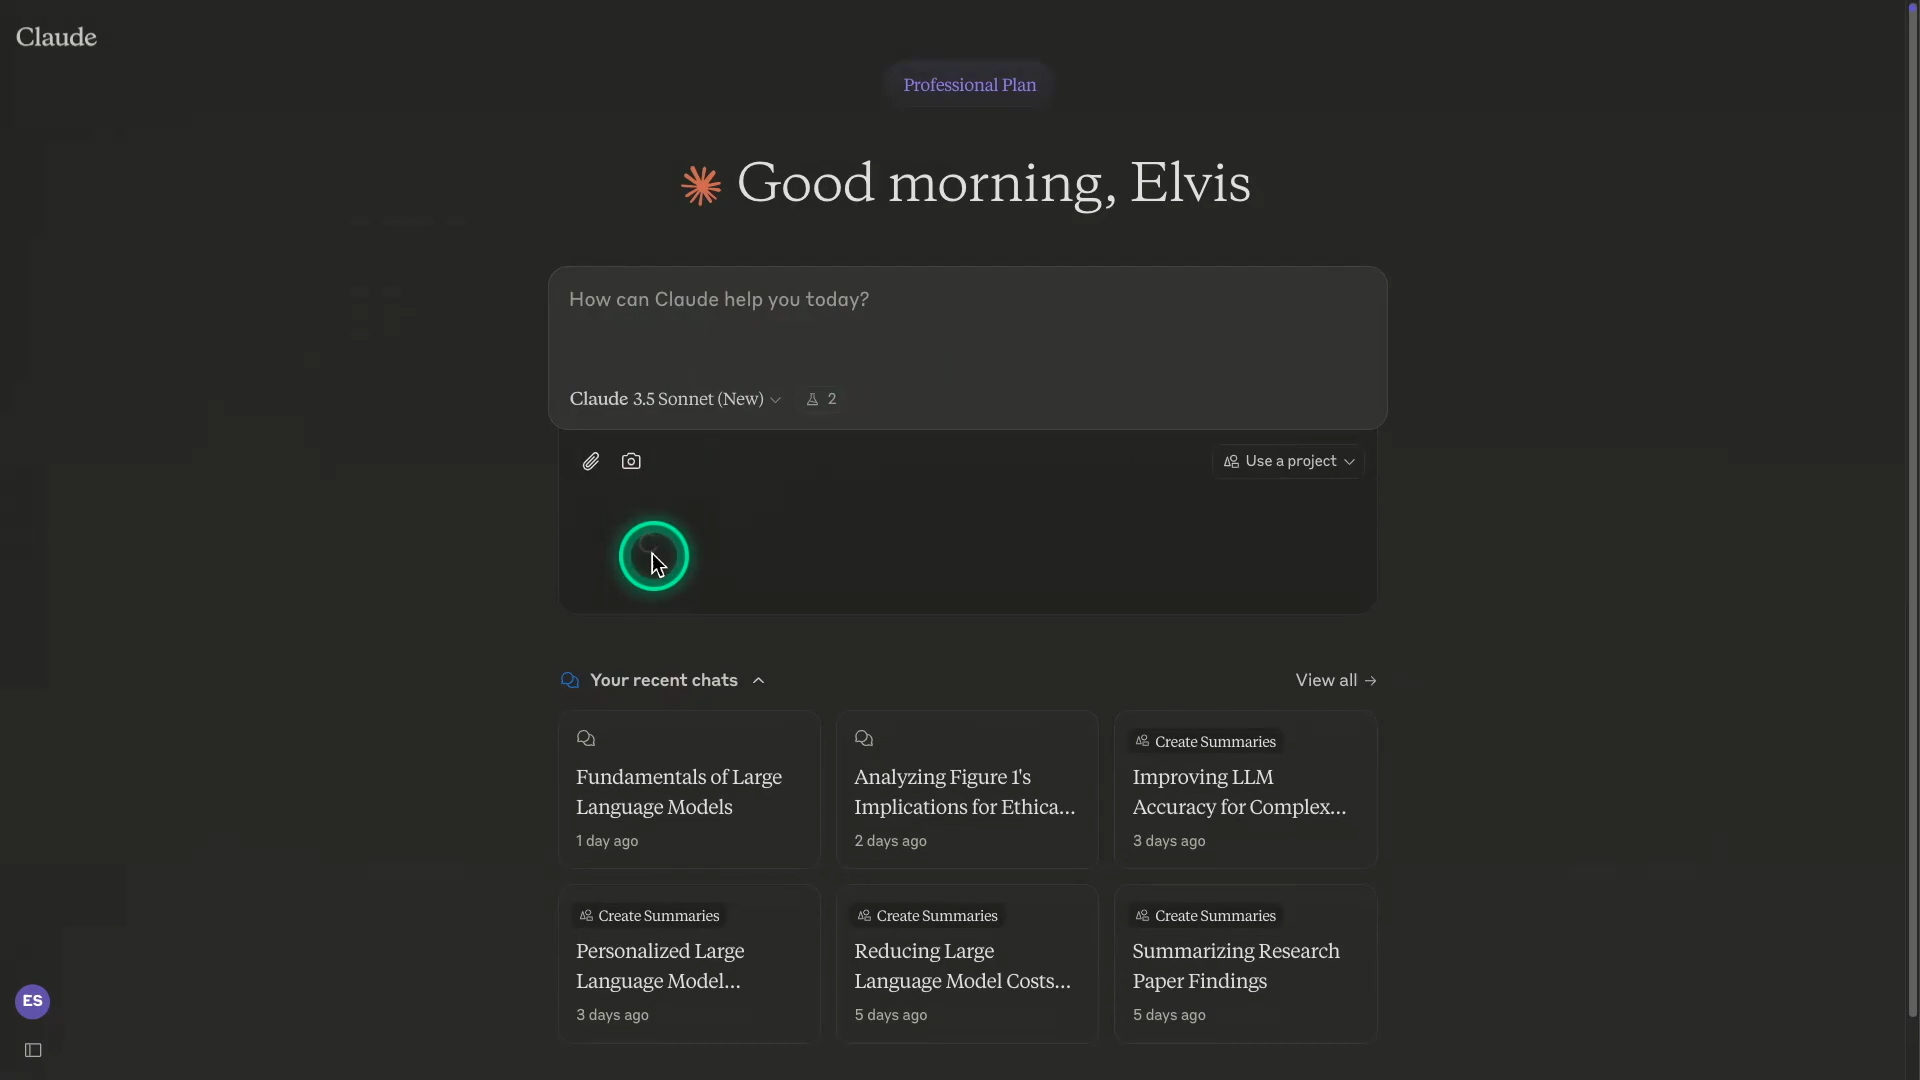 Claude
Professional Plan
Good morning, Elvis
How can Claude help you today?
Claude 3.5 Sonnet (New) 2
Use a project
Your recent chats View all →
Fundamentals of Large
Language Models
1 day ago
Analyzing Figure 1's
Implications for Ethica...
2 days ago
Create Summaries
Improving LLM
Accuracy for Complex...
3 days ago
Create Summaries
Personalized Large
Language Model...
3 days ago
Create Summaries
Reducing Large
Language Model Costs...
5 days ago
Create Summaries
Summarizing Research
Paper Findings
5 days ago
ES